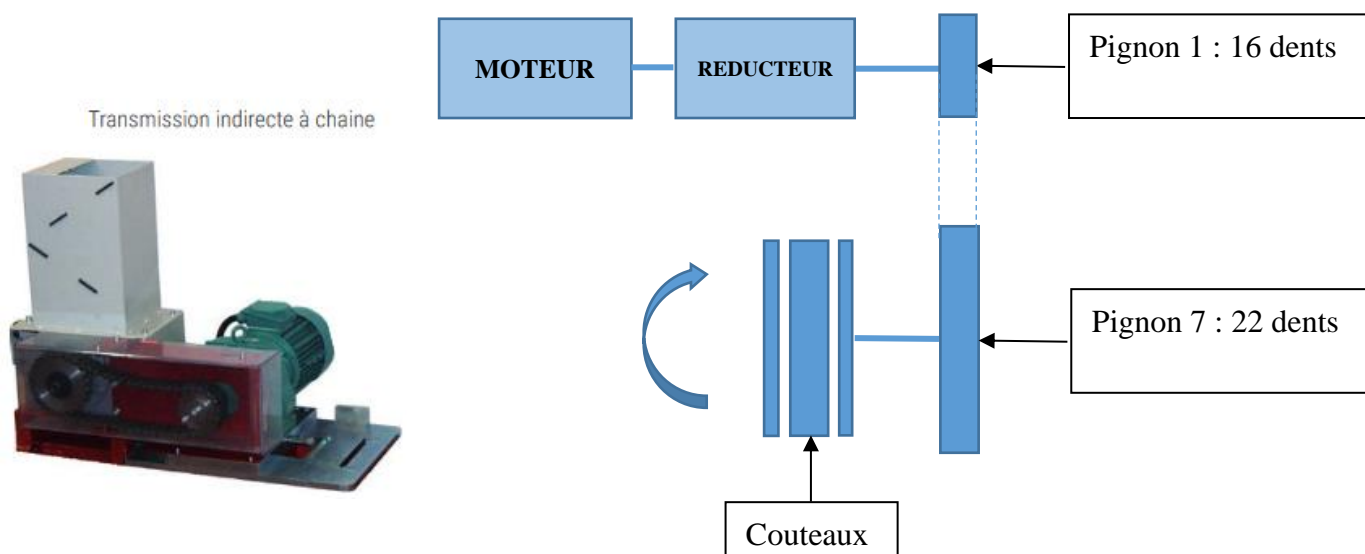 MOTEUR
REDUCTEUR
Pignon 1 : 16 dents
Transmission indirecte à chaine
Pignon 7 : 22 dents
Couteaux